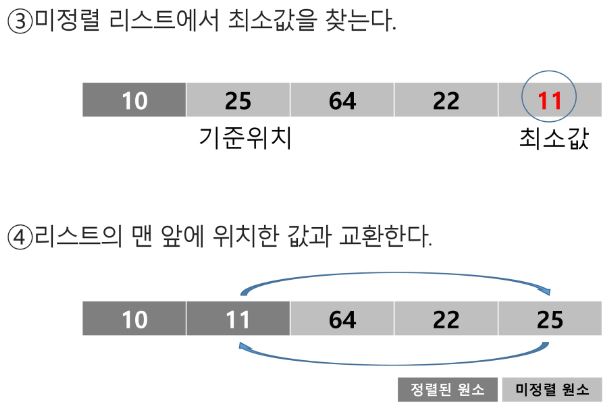 ③미정렬 리스트에서 최소값을 찾는다.
10 25 64 22 11
기준위치 최소값
④리스트의 맨 앞에 위치한 값과 교환한다.
10 11 64 22 25
정렬된 원소 미정렬 원소